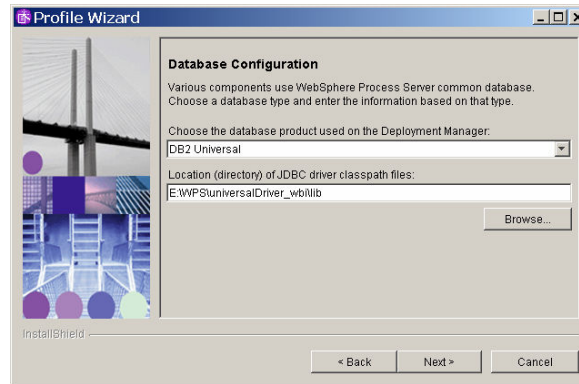 Profile Wizard
Database Configuration
Various components use WebSphere Process Server common database.
Choose a database type and enter the information based on that type.
Choose the database product used on the Deployment Manager:
DB2 Universal
Location (directory) of JDBC driver classpath files:
E:\WPS\universalDriver_wbi\lib
Browse...
InstallShield
< Back Next > Cancel